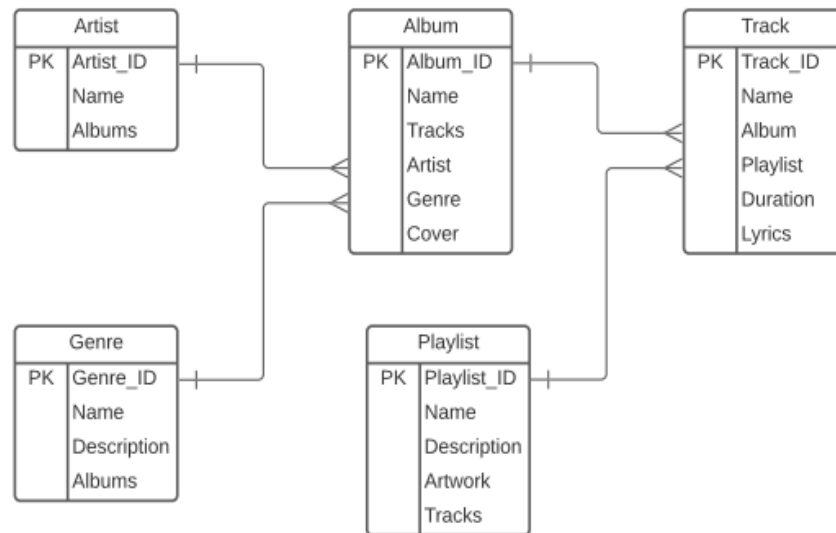 Artist
PK Artist_ID
Name
Albums
Album
PK Album_ID
Name
Tracks
Artist
Genre
Cover
Track
PK Track_ID
Name
Album
Playlist
Duration
Lyrics
Genre
PK Genre_ID
Name
Description
Albums
Playlist
PK Playlist_ID
Name
Description
Artwork
Tracks